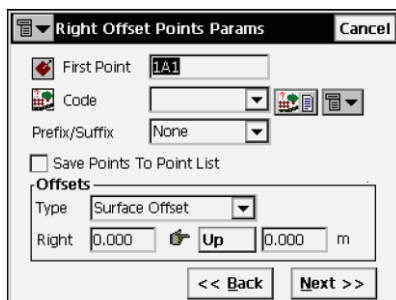 Right Offset Points Params Cancel
First Point 1A1
Code
Prefix/Suffix None
Save Points To Point List
Offsets
Type Surface Offset
Right 0.000 Up 0.000 m
<< Back Next >>